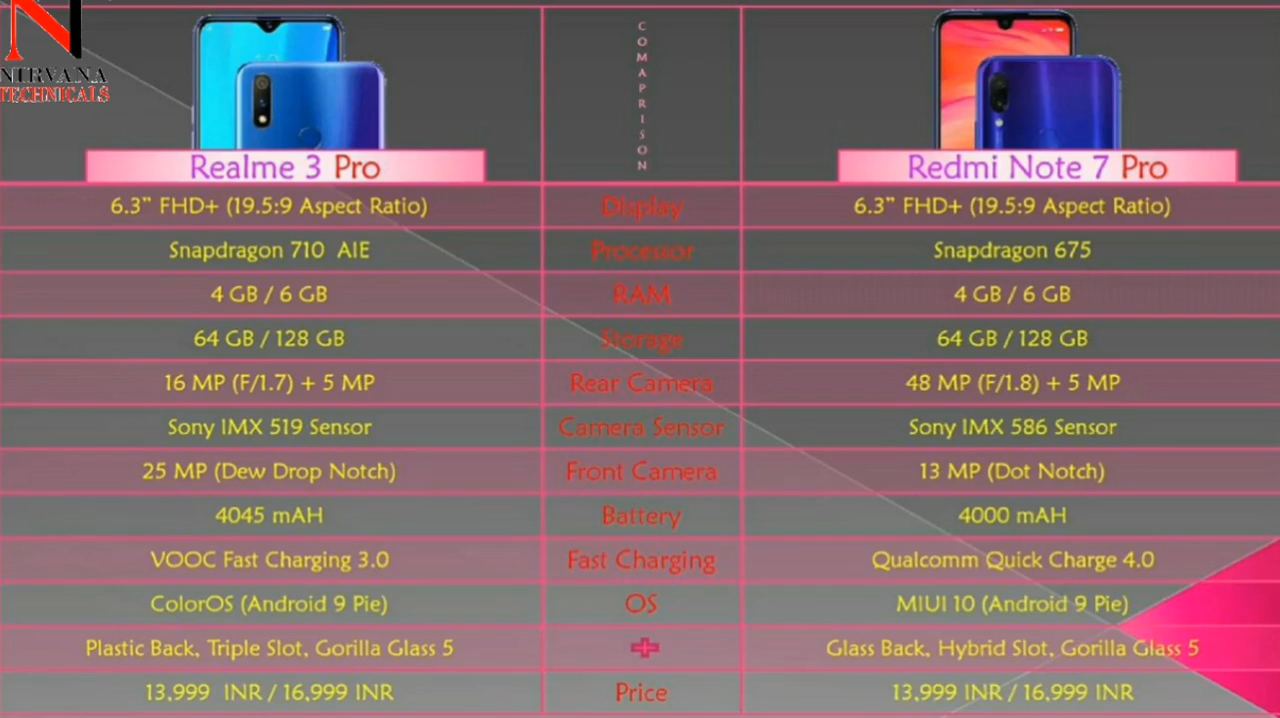 NIRVANA
TECHNICALS
COMAPRISON
Realme 3 Pro
Redmi Note 7 Pro
6.3” FHD+ (19.5:9 Aspect Ratio) Display 6.3” FHD+ (19.5:9 Aspect Ratio)
Snapdragon 710 AIE Processor Snapdragon 675
4 GB / 6 GB RAM 4 GB / 6 GB
64 GB / 128 GB Storage 64 GB / 128 GB
16 MP (F/1.7) + 5 MP Rear Camera 48 MP (F/1.8) + 5 MP
Sony IMX 519 Sensor Camera Sensor Sony IMX 586 Sensor
25 MP (Dew Drop Notch) Front Camera 13 MP (Dot Notch)
4045 mAH Battery 4000 mAH
VOOC Fast Charging 3.0 Fast Charging Qualcomm Quick Charge 4.0
ColorOS (Android 9 Pie) OS MIUI 10 (Android 9 Pie)
Plastic Back, Triple Slot, Gorilla Glass 5 + Glass Back, Hybrid Slot, Gorilla Glass 5
13,999 INR / 16,999 INR Price 13,999 INR / 16,999 INR